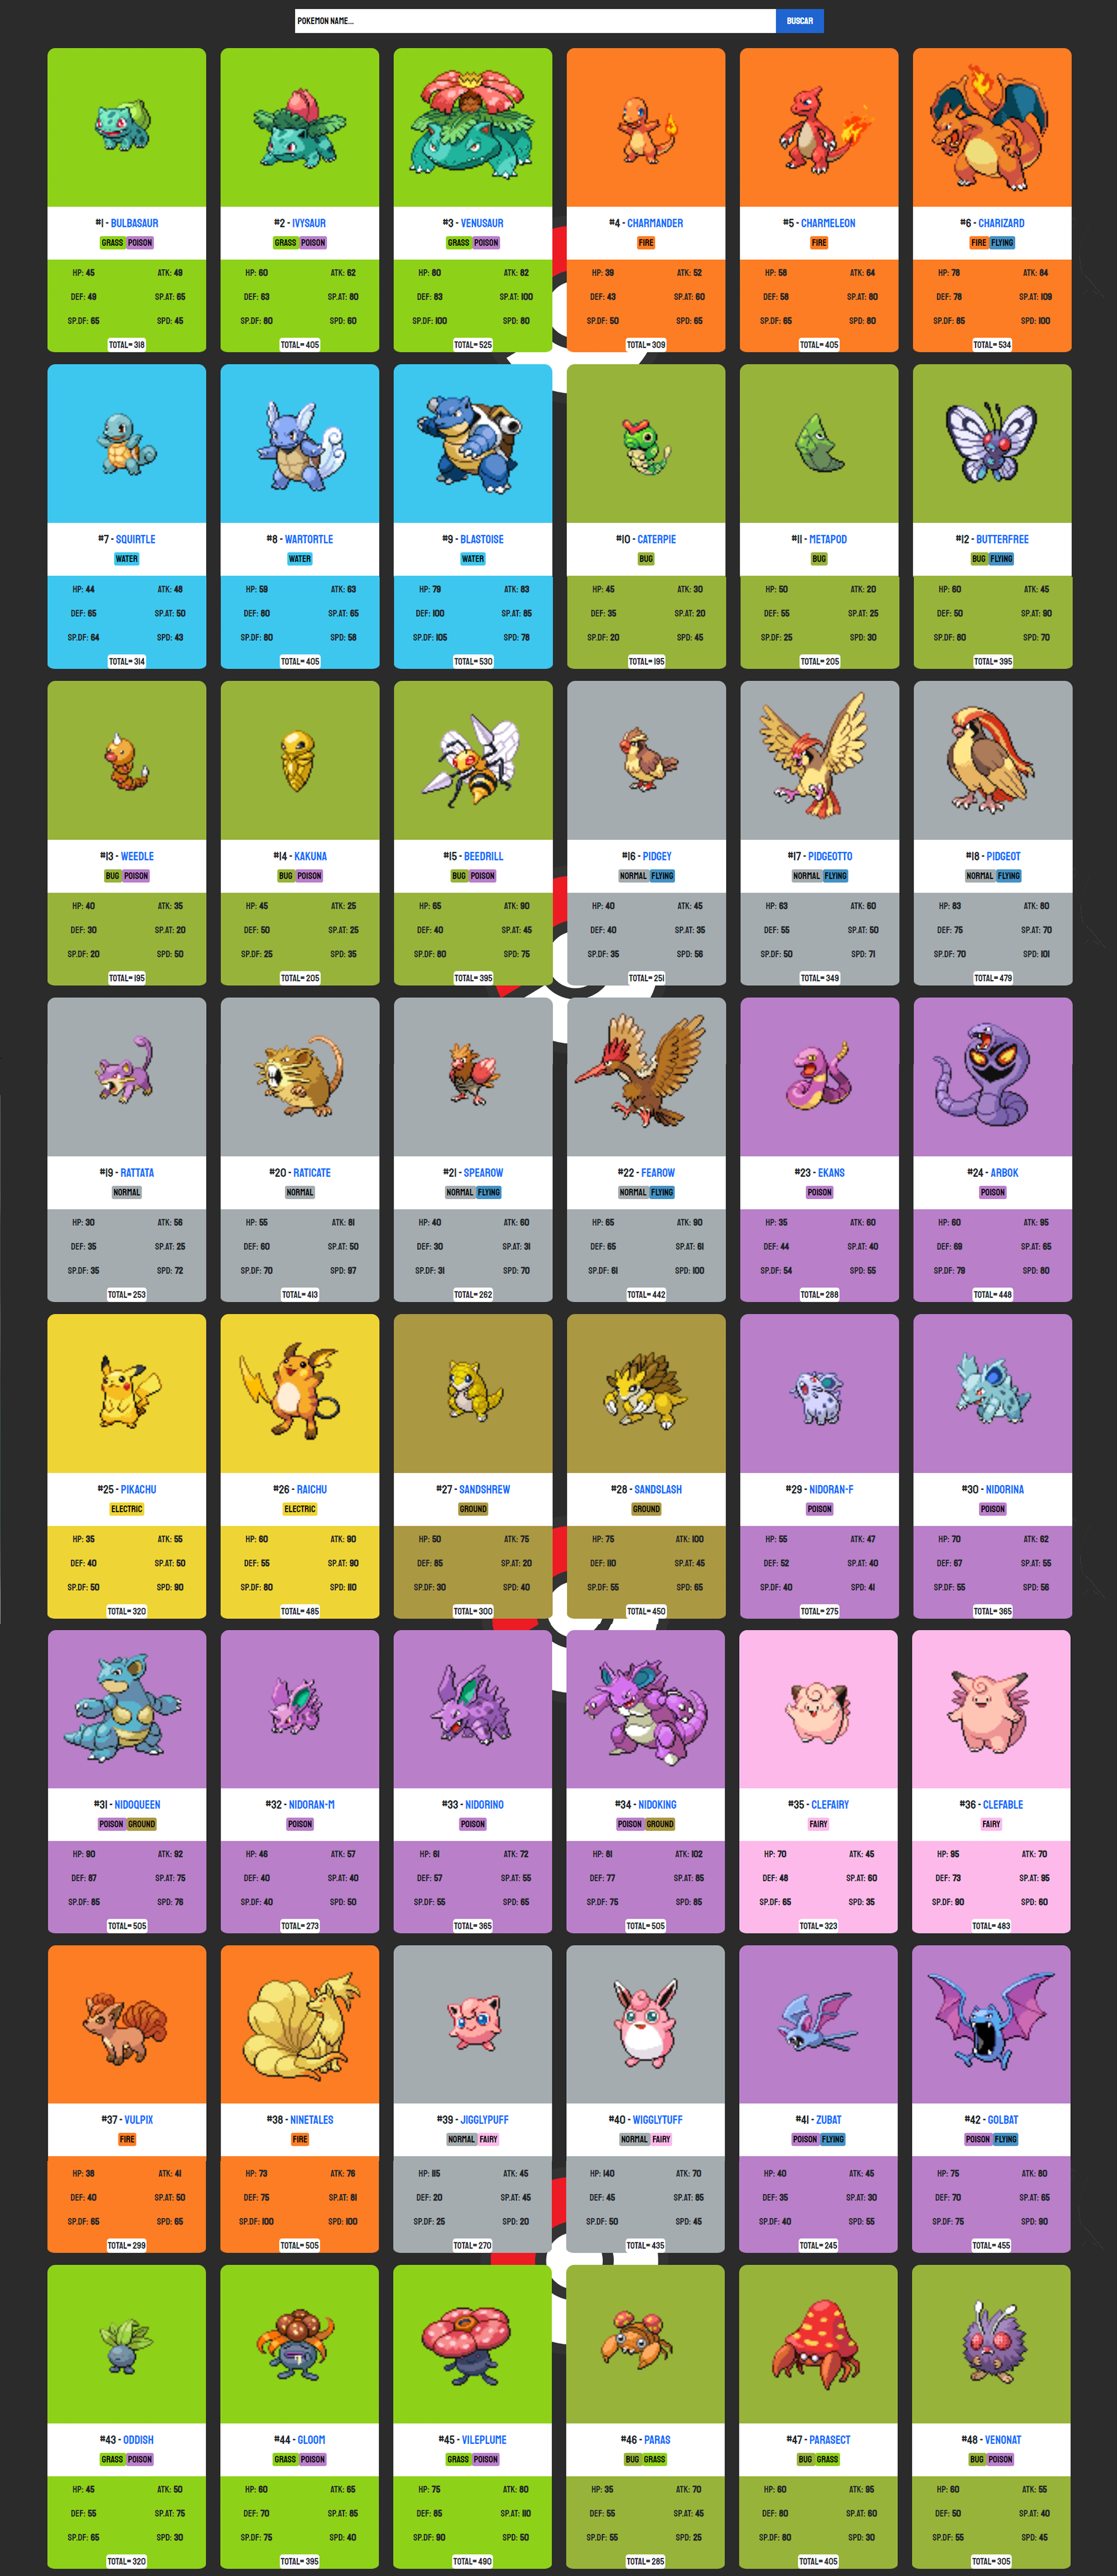 POKEMON NAME...
BUSCAR
#1 - BULBASAUR
GRASS POISON
HP: 45 ATK: 49
DEF: 49 SP.AT: 65
SP.DF: 65 SPD: 45
TOTAL= 318
#2 - IVYSAUR
GRASS POISON
HP: 60 ATK: 62
DEF: 63 SP.AT: 80
SP.DF: 80 SPD: 60
TOTAL= 405
#3 - VENUSAUR
GRASS POISON
HP: 80 ATK: 82
DEF: 83 SP.AT: 100
SP.DF: 100 SPD: 80
TOTAL= 525
#4 - CHARMANDER
FIRE
HP: 39 ATK: 52
DEF: 43 SP.AT: 60
SP.DF: 50 SPD: 65
TOTAL= 309
#5 - CHARMELEON
FIRE
HP: 58 ATK: 64
DEF: 58 SP.AT: 80
SP.DF: 65 SPD: 80
TOTAL= 405
#6 - CHARIZARD
FIRE FLYING
HP: 78 ATK: 84
DEF: 78 SP.AT: 109
SP.DF: 85 SPD: 100
TOTAL= 534
#7 - SQUIRTLE
WATER
HP: 44 ATK: 48
DEF: 65 SP.AT: 50
SP.DF: 64 SPD: 43
TOTAL= 314
#8 - WARTORTLE
WATER
HP: 59 ATK: 63
DEF: 80 SP.AT: 65
SP.DF: 80 SPD: 58
TOTAL= 405
#9 - BLASTOISE
WATER
HP: 79 ATK: 83
DEF: 100 SP.AT: 85
SP.DF: 105 SPD: 78
TOTAL= 530
#10 - CATERPIE
BUG
HP: 45 ATK: 30
DEF: 35 SP.AT: 20
SP.DF: 20 SPD: 45
TOTAL= 195
#11 - METAPOD
BUG
HP: 50 ATK: 20
DEF: 55 SP.AT: 25
SP.DF: 25 SPD: 30
TOTAL= 205
#12 - BUTTERFREE
BUG FLYING
HP: 60 ATK: 45
DEF: 50 SP.AT: 90
SP.DF: 80 SPD: 70
TOTAL= 395
#13 - WEEDLE
BUG POISON
HP: 40 ATK: 35
DEF: 30 SP.AT: 20
SP.DF: 20 SPD: 50
TOTAL= 195
#14 - KAKUNA
BUG POISON
HP: 45 ATK: 25
DEF: 50 SP.AT: 25
SP.DF: 25 SPD: 35
TOTAL= 205
#15 - BEEDRILL
BUG POISON
HP: 65 ATK: 90
DEF: 40 SP.AT: 45
SP.DF: 80 SPD: 75
TOTAL= 395
#16 - PIDGEY
NORMAL FLYING
HP: 40 ATK: 45
DEF: 40 SP.AT: 35
SP.DF: 35 SPD: 56
TOTAL= 251
#17 - PIDGEOTTO
NORMAL FLYING
HP: 63 ATK: 60
DEF: 55 SP.AT: 50
SP.DF: 50 SPD: 71
TOTAL= 349
#18 - PIDGEOT
NORMAL FLYING
HP: 83 ATK: 80
DEF: 75 SP.AT: 70
SP.DF: 70 SPD: 101
TOTAL= 479
#19 - RATTATA
NORMAL
HP: 30 ATK: 56
DEF: 35 SP.AT: 25
SP.DF: 35 SPD: 72
TOTAL= 253
#20 - RATICATE
NORMAL
HP: 55 ATK: 81
DEF: 60 SP.AT: 50
SP.DF: 70 SPD: 97
TOTAL= 413
#21 - SPEAROW
NORMAL FLYING
HP: 40 ATK: 60
DEF: 30 SP.AT: 31
SP.DF: 31 SPD: 70
TOTAL= 262
#22 - FEAROW
NORMAL FLYING
HP: 65 ATK: 90
DEF: 65 SP.AT: 61
SP.DF: 61 SPD: 100
TOTAL= 442
#23 - EKANS
POISON
HP: 35 ATK: 60
DEF: 44 SP.AT: 40
SP.DF: 54 SPD: 55
TOTAL= 288
#24 - ARBOK
POISON
HP: 60 ATK: 95
DEF: 69 SP.AT: 65
SP.DF: 79 SPD: 80
TOTAL= 448
#25 - PIKACHU
ELECTRIC
HP: 35 ATK: 55
DEF: 40 SP.AT: 50
SP.DF: 50 SPD: 90
TOTAL= 320
#26 - RAICHU
ELECTRIC
HP: 60 ATK: 90
DEF: 55 SP.AT: 90
SP.DF: 80 SPD: 110
TOTAL= 485
#27 - SANDSHREW
GROUND
HP: 50 ATK: 75
DEF: 85 SP.AT: 20
SP.DF: 30 SPD: 40
TOTAL= 300
#28 - SANDSLASH
GROUND
HP: 75 ATK: 100
DEF: 110 SP.AT: 45
SP.DF: 55 SPD: 65
TOTAL= 450
#29 - NIDORAN-F
POISON
HP: 55 ATK: 47
DEF: 52 SP.AT: 40
SP.DF: 40 SPD: 41
TOTAL= 275
#30 - NIDORINA
POISON
HP: 70 ATK: 62
DEF: 67 SP.AT: 55
SP.DF: 55 SPD: 56
TOTAL= 365
#31 - NIDOQUEEN
POISON GROUND
HP: 90 ATK: 92
DEF: 87 SP.AT: 75
SP.DF: 85 SPD: 76
TOTAL= 505
#32 - NIDORAN-M
POISON
HP: 46 ATK: 57
DEF: 40 SP.AT: 40
SP.DF: 40 SPD: 50
TOTAL= 273
#33 - NIDORINO
POISON
HP: 61 ATK: 72
DEF: 57 SP.AT: 55
SP.DF: 55 SPD: 65
TOTAL= 365
#34 - NIDOKING
POISON GROUND
HP: 81 ATK: 102
DEF: 77 SP.AT: 85
SP.DF: 75 SPD: 85
TOTAL= 505
#35 - CLEFAIRY
FAIRY
HP: 70 ATK: 45
DEF: 48 SP.AT: 60
SP.DF: 65 SPD: 35
TOTAL= 323
#36 - CLEFABLE
FAIRY
HP: 95 ATK: 70
DEF: 73 SP.AT: 95
SP.DF: 90 SPD: 60
TOTAL= 483
#37 - VULPIX
FIRE
HP: 38 ATK: 41
DEF: 40 SP.AT: 50
SP.DF: 65 SPD: 65
TOTAL= 299
#38 - NINETALES
FIRE
HP: 73 ATK: 76
DEF: 75 SP.AT: 81
SP.DF: 100 SPD: 100
TOTAL= 505
#39 - JIGGLYPUFF
NORMAL FAIRY
HP: 115 ATK: 45
DEF: 20 SP.AT: 45
SP.DF: 25 SPD: 20
TOTAL= 270
#40 - WIGGLYTUFF
NORMAL FAIRY
HP: 140 ATK: 70
DEF: 45 SP.AT: 85
SP.DF: 50 SPD: 45
TOTAL= 435
#41 - ZUBAT
POISON FLYING
HP: 40 ATK: 45
DEF: 35 SP.AT: 30
SP.DF: 40 SPD: 55
TOTAL= 245
#42 - GOLBAT
POISON FLYING
HP: 75 ATK: 80
DEF: 70 SP.AT: 65
SP.DF: 75 SPD: 90
TOTAL= 455
#43 - ODDISH
GRASS POISON
HP: 45 ATK: 50
DEF: 55 SP.AT: 75
SP.DF: 65 SPD: 30
TOTAL= 320
#44 - GLOOM
GRASS POISON
HP: 60 ATK: 65
DEF: 70 SP.AT: 85
SP.DF: 75 SPD: 40
TOTAL= 395
#45 - VILEPLUME
GRASS POISON
HP: 75 ATK: 80
DEF: 85 SP.AT: 110
SP.DF: 90 SPD: 50
TOTAL= 490
#46 - PARAS
BUG GRASS
HP: 35 ATK: 70
DEF: 55 SP.AT: 45
SP.DF: 55 SPD: 25
TOTAL= 285
#47 - PARASECT
BUG GRASS
HP: 60 ATK: 95
DEF: 80 SP.AT: 60
SP.DF: 80 SPD: 30
TOTAL= 405
#48 - VENONAT
BUG POISON
HP: 60 ATK: 55
DEF: 50 SP.AT: 40
SP.DF: 55 SPD: 45
TOTAL= 305